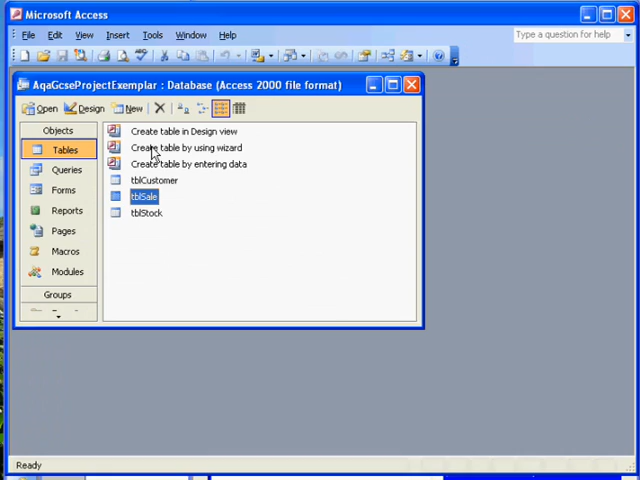 Microsoft Access
File Edit View Insert Tools Window Help
Type a question for help
AqaGcseProjectExemplar : Database (Access 2000 file format)
Open Design New
Objects
Tables
Queries
Forms
Reports
Pages
Macros
Modules
Groups
Create table in Design view
Create table by using wizard
Create table by entering data
tblCustomer
tblSale
tblStock
Ready